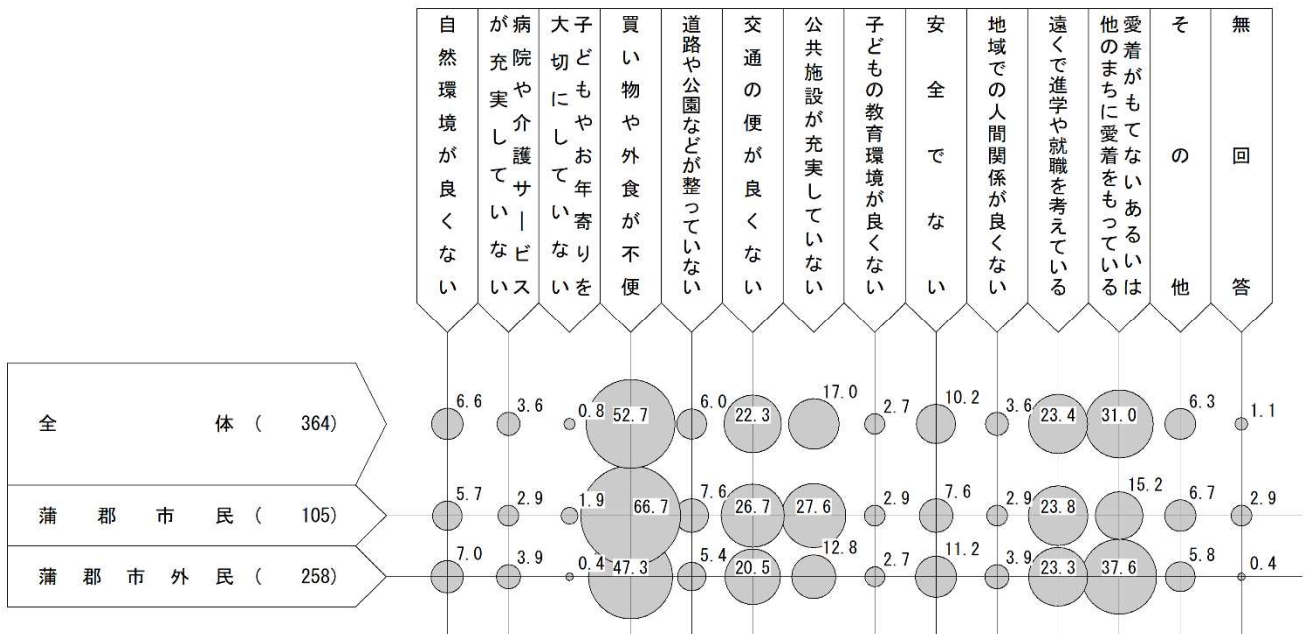 自然環境が良くない
病院や介護サービス
が充実していない
子どもやお年寄りを
大切にしていない
買い物や外食が不便
道路や公園などが整っていない
交通の便が良くない
公共施設が充実していない
子どもの教育環境が良くない
安全でない
地域での人間関係が良くない
遠くで進学や就職を考えている
愛着がもてないあるいは
他のまちに愛着をもっている
その他
無回答
全体( 364) 6.6 3.6 0.8 52.7 6.0 22.3 17.0 2.7 10.2 3.6 23.4 31.0 6.3 1.1
蒲郡市民( 105) 5.7 2.9 1.9 66.7 7.6 26.7 27.6 2.9 7.6 2.9 23.8 15.2 6.7 2.9
蒲郡市外民( 258) 7.0 3.9 0.4 47.3 5.4 20.5 12.8 2.7 11.2 3.9 23.3 37.6 5.8 0.4